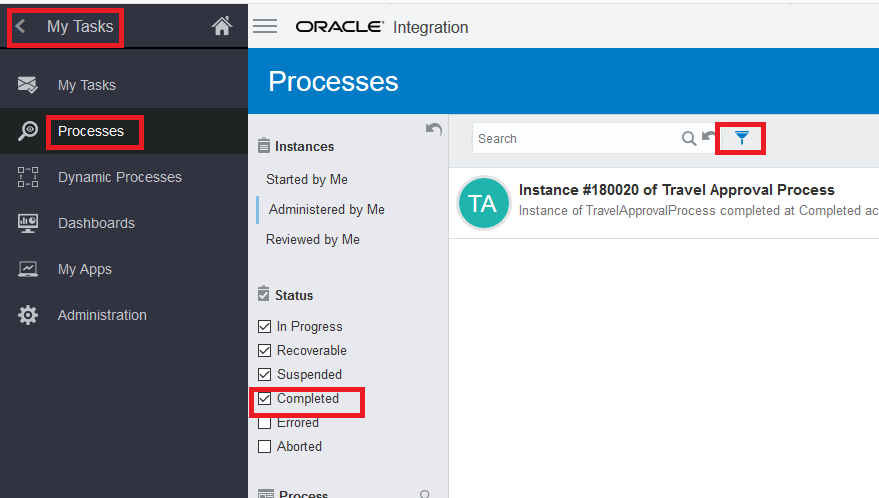 My Tasks
My Tasks
Processes
Dynamic Processes
Dashboards
My Apps
Administration
ORACLE Integration
Processes
Instances
Started by Me
Administered by Me
Reviewed by Me
Status
In Progress
Recoverable
Suspended
Completed
Errored
Aborted
Process
Search
TA
Instance #180020 of Travel Approval Process
Instance of TravelApprovalProcess completed at Completed ac